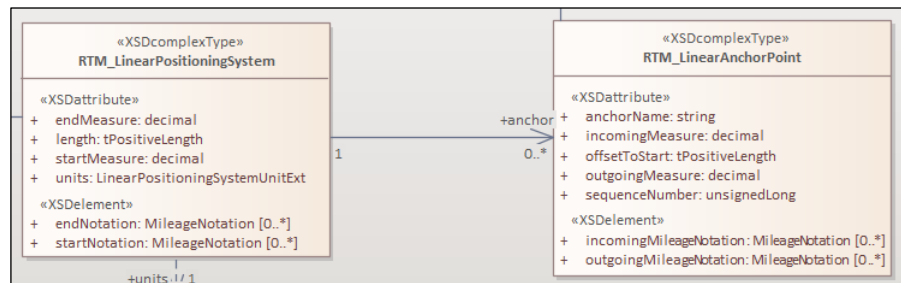 «XSDcomplexType»
RTM_LinearPositioningSystem
«XSDattribute»
+ endMeasure: decimal
+ length: tPositiveLength
+ startMeasure: decimal
+ units: LinearPositioningSystemUnitExt
«XSDelement»
+ endNotation: MileageNotation [0..*]
+ startNotation: MileageNotation [0..*]
+units 1
1
+anchor
0..*
«XSDcomplexType»
RTM_LinearAnchorPoint
«XSDattribute»
+ anchorName: string
+ incomingMeasure: decimal
+ offsetToStart: tPositiveLength
+ outgoingMeasure: decimal
+ sequenceNumber: unsignedLong
«XSDelement»
+ incomingMileageNotation: MileageNotation [0..*]
+ outgoingMileageNotation: MileageNotation [0..*]